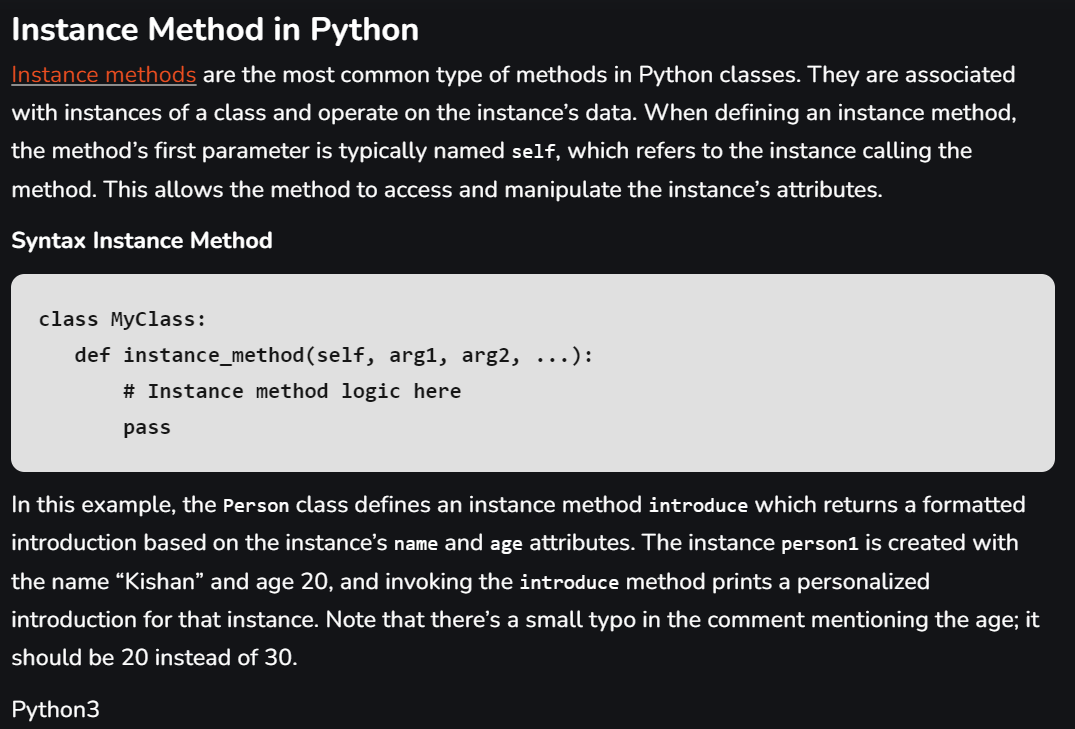 Instance Method in Python
Instance methods are the most common type of methods in Python classes. They are associated
with instances of a class and operate on the instance’s data. When defining an instance method,
the method’s first parameter is typically named self, which refers to the instance calling the
method. This allows the method to access and manipulate the instance’s attributes.
Syntax Instance Method
class MyClass:
   def instance_method(self, arg1, arg2, ...):
       # Instance method logic here
       pass
In this example, the Person class defines an instance method introduce which returns a formatted
introduction based on the instance’s name and age attributes. The instance person1 is created with
the name “Kishan” and age 20, and invoking the introduce method prints a personalized
introduction for that instance. Note that there’s a small typo in the comment mentioning the age; it
should be 20 instead of 30.
Python3